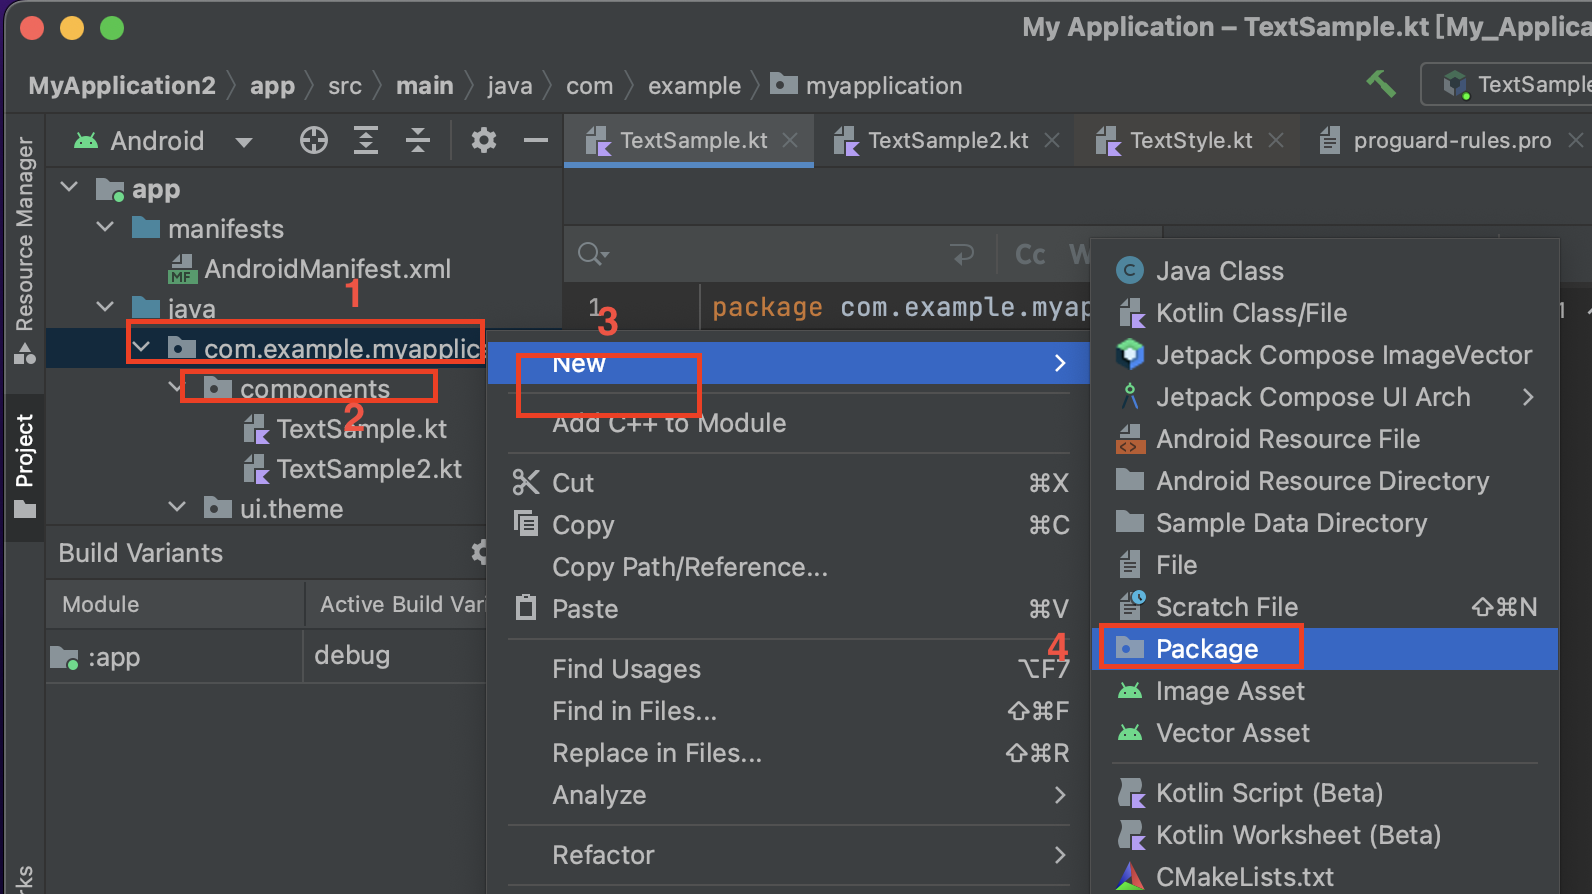 My Application – TextSample.kt [My_Applica
MyApplication2 app src main java com example myapplication
TextSample
Android
TextSample.kt
TextSample2.kt
TextStyle.kt
proguard-rules.pro
Resource Manager
Project
app
manifests
AndroidManifest.xml
1
java
com.example.myapplic
components
2
TextSample.kt
TextSample2.kt
ui.theme
Build Variants
Module
Active Build Vari
:app
debug
Cc
W
1
package com.example.myap
3
New
Add C++ to Module
Cut ⌘X
Copy ⌘C
Copy Path/Reference...
Paste ⌘V
Find Usages ⌥F7
Find in Files... ⇧⌘F
Replace in Files... ⇧⌘R
Analyze
Refactor
4
Java Class
Kotlin Class/File
Jetpack Compose ImageVector
Jetpack Compose UI Arch
Android Resource File
Android Resource Directory
Sample Data Directory
File
Scratch File ⇧⌘N
Package
Image Asset
Vector Asset
Kotlin Script (Beta)
Kotlin Worksheet (Beta)
CMakeLists.txt